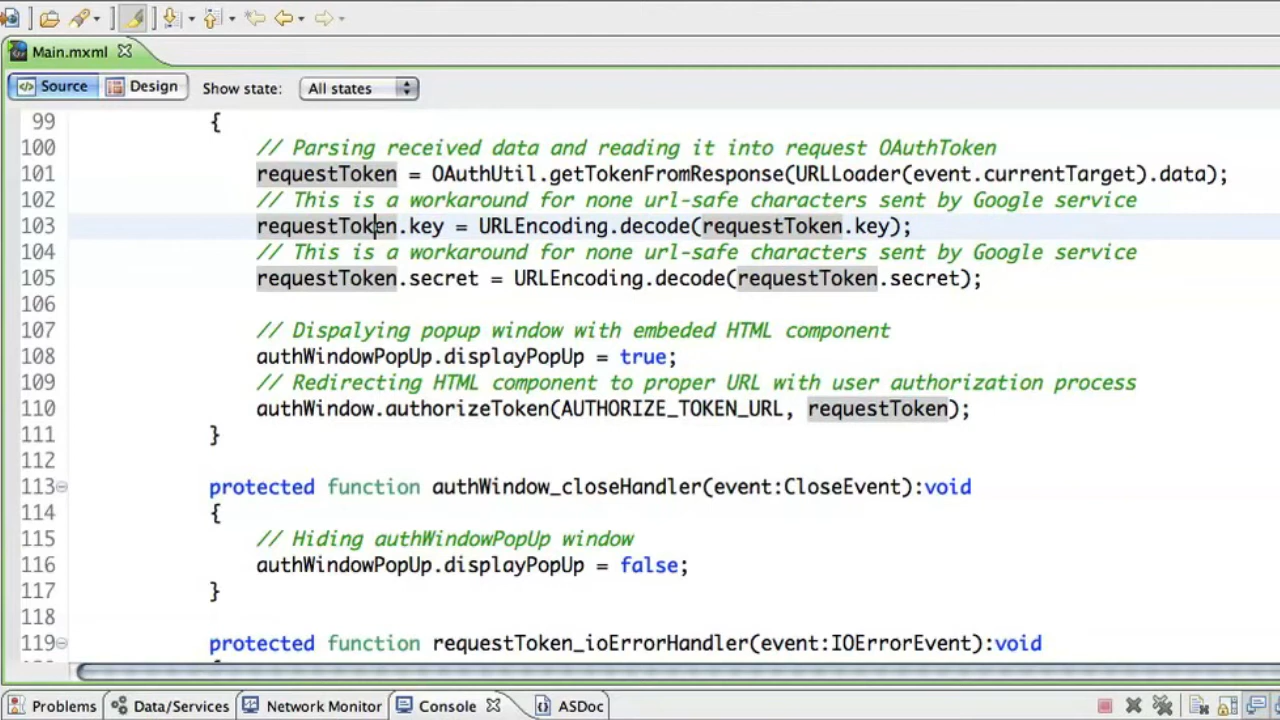 Main.mxml
Source Design Show state: All states
99 {
100 // Parsing received data and reading it into request OAuthToken
101 requestToken = OAuthUtil.getTokenFromResponse(URLLoader(event.currentTarget).data);
102 // This is a workaround for none url-safe characters sent by Google service
103 requestToken.key = URLEncoding.decode(requestToken.key);
104 // This is a workaround for none url-safe characters sent by Google service
105 requestToken.secret = URLEncoding.decode(requestToken.secret);
106
107 // Dispalying popup window with embeded HTML component
108 authWindowPopUp.displayPopUp = true;
109 // Redirecting HTML component to proper URL with user authorization process
110 authWindow.authorizeToken(AUTHORIZE_TOKEN_URL, requestToken);
111 }
112
113 protected function authWindow_closeHandler(event:CloseEvent):void
114 {
115 // Hiding authWindowPopUp window
116 authWindowPopUp.displayPopUp = false;
117 }
118
119 protected function requestToken_ioErrorHandler(event:IOErrorEvent):void
Problems Data/Services Network Monitor Console ASDoc